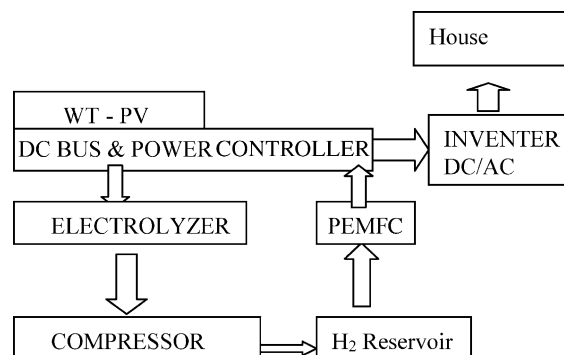 House
WT - PV
DC BUS & POWER CONTROLLER
INVENTER
DC/AC
ELECTROLYZER
PEMFC
COMPRESSOR
H₂ Reservoir